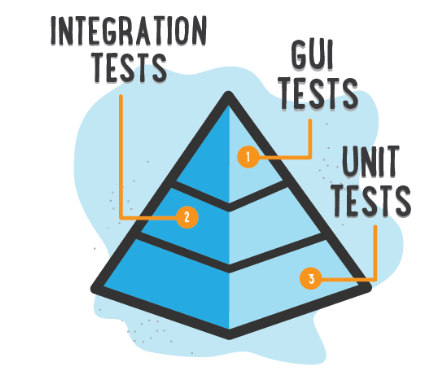 INTEGRATION
TESTS
GUI
TESTS
UNIT
TESTS
1
2
3